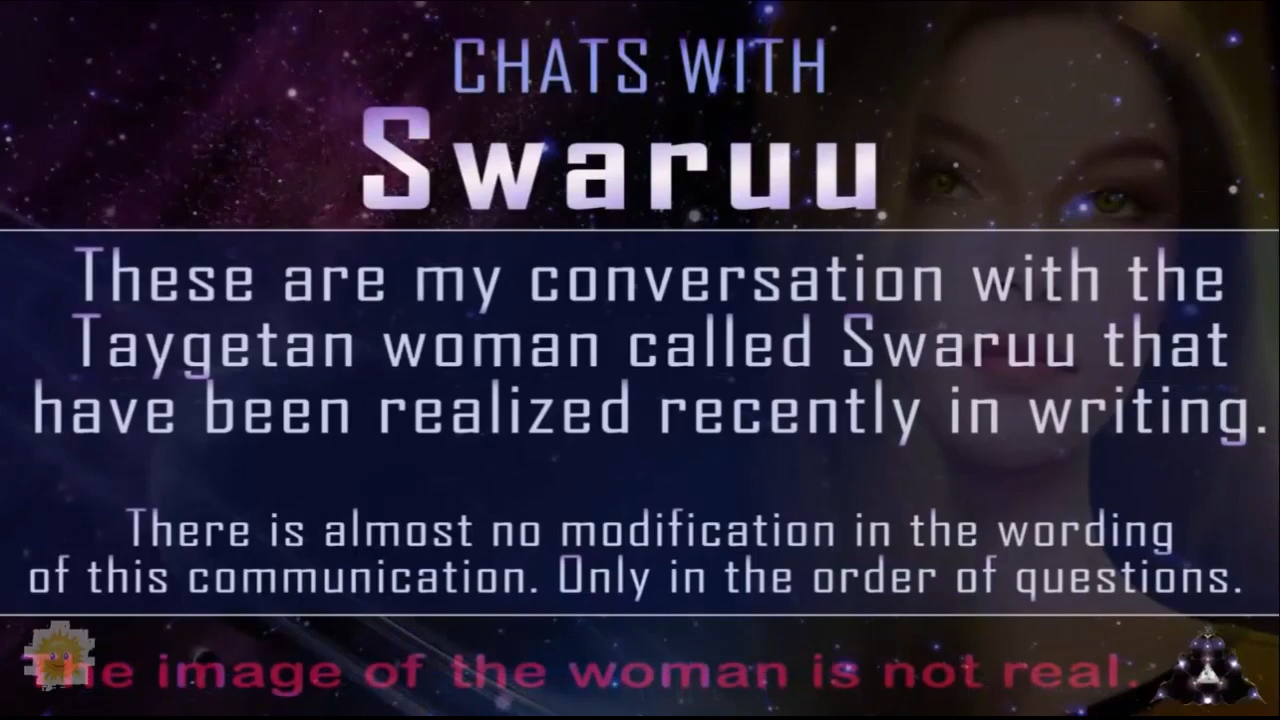 CHATS WITH
Swaruu
These are my conversation with the
Taygetan woman called Swaruu that
have been realized recently in writing.
There is almost no modification in the wording
of this communication. Only in the order of questions.
The image of the woman is not real.